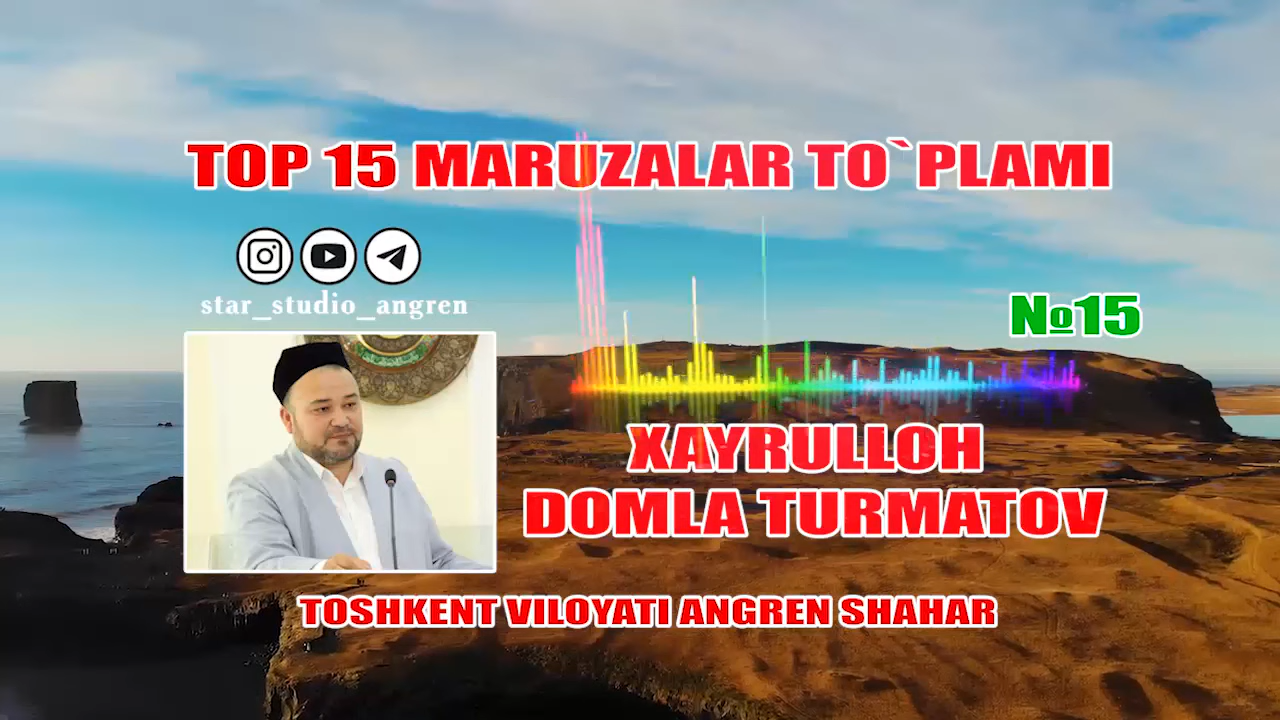 TOP 15 MARUZALAR TO`PLAMI
star_studio_angren
№15
XAYRULLOH
DOMLA TURMATOV
TOSHKENT VILOYATI ANGREN SHAHAR